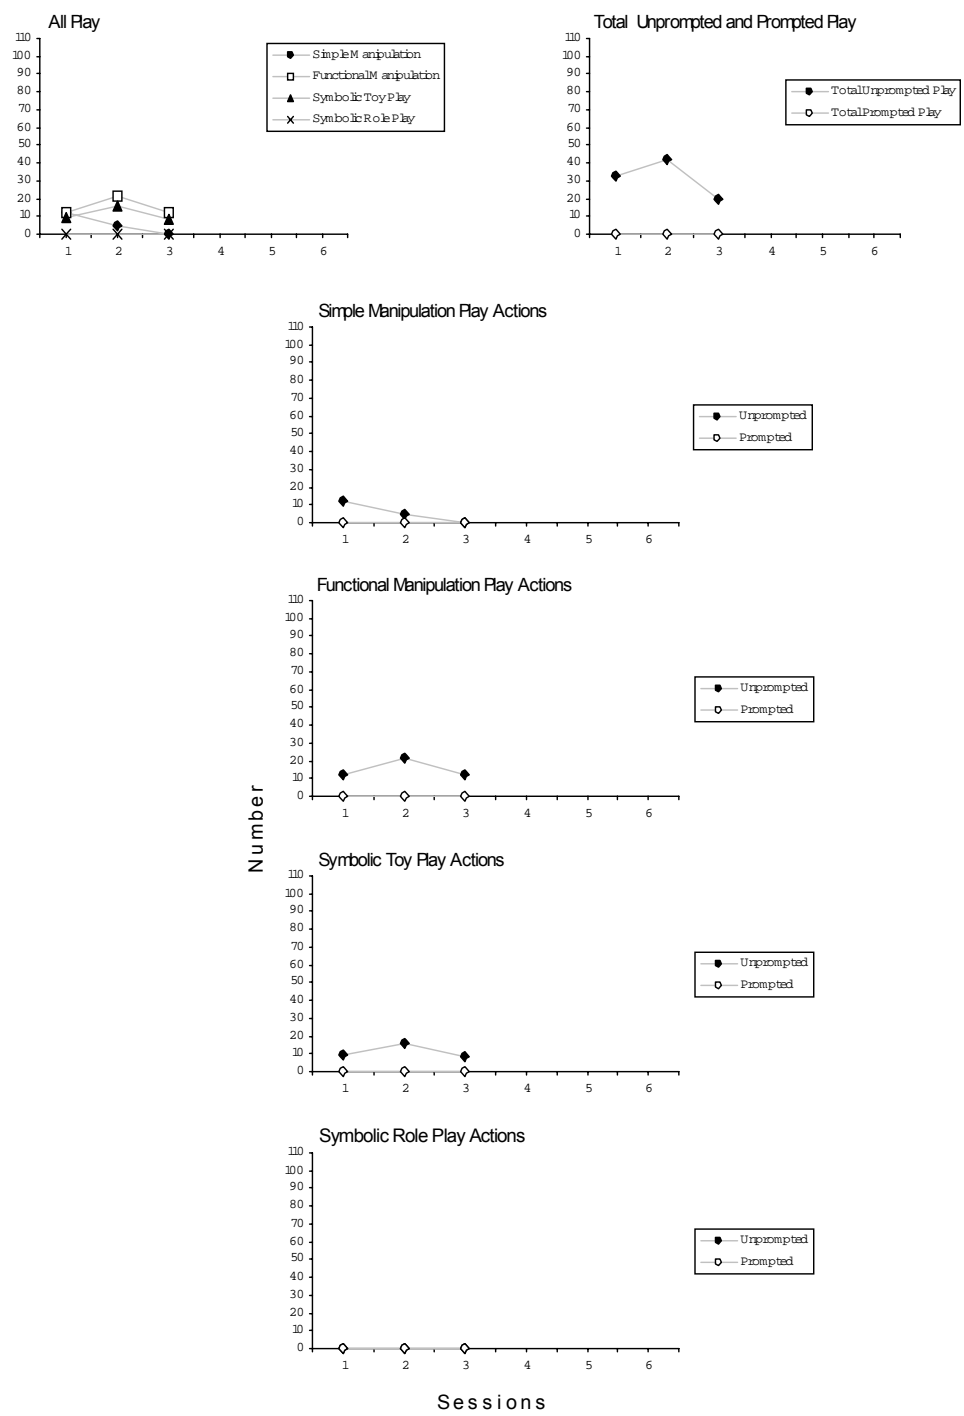 All Play
110
100
90
80
70
60
50
40
30
20
10
0
1 2 3 4 5 6
Simple Manipulation
Functional Manipulation
Symbolic Toy Play
Symbolic Role Play
Total Unprompted and Prompted Play
110
100
90
80
70
60
50
40
30
20
10
0
1 2 3 4 5 6
Total Unprompted Play
Total Prompted Play
Simple Manipulation Play Actions
110
100
90
80
70
60
50
40
30
20
10
0
1 2 3 4 5 6
Unprompted
Prompted
Functional Manipulation Play Actions
110
100
90
80
70
60
50
40
30
20
10
0
1 2 3 4 5 6
Unprompted
Prompted
Number
Symbolic Toy Play Actions
110
100
90
80
70
60
50
40
30
20
10
0
1 2 3 4 5 6
Unprompted
Prompted
Symbolic Role Play Actions
110
100
90
80
70
60
50
40
30
20
10
0
1 2 3 4 5 6
Unprompted
Prompted
Sessions